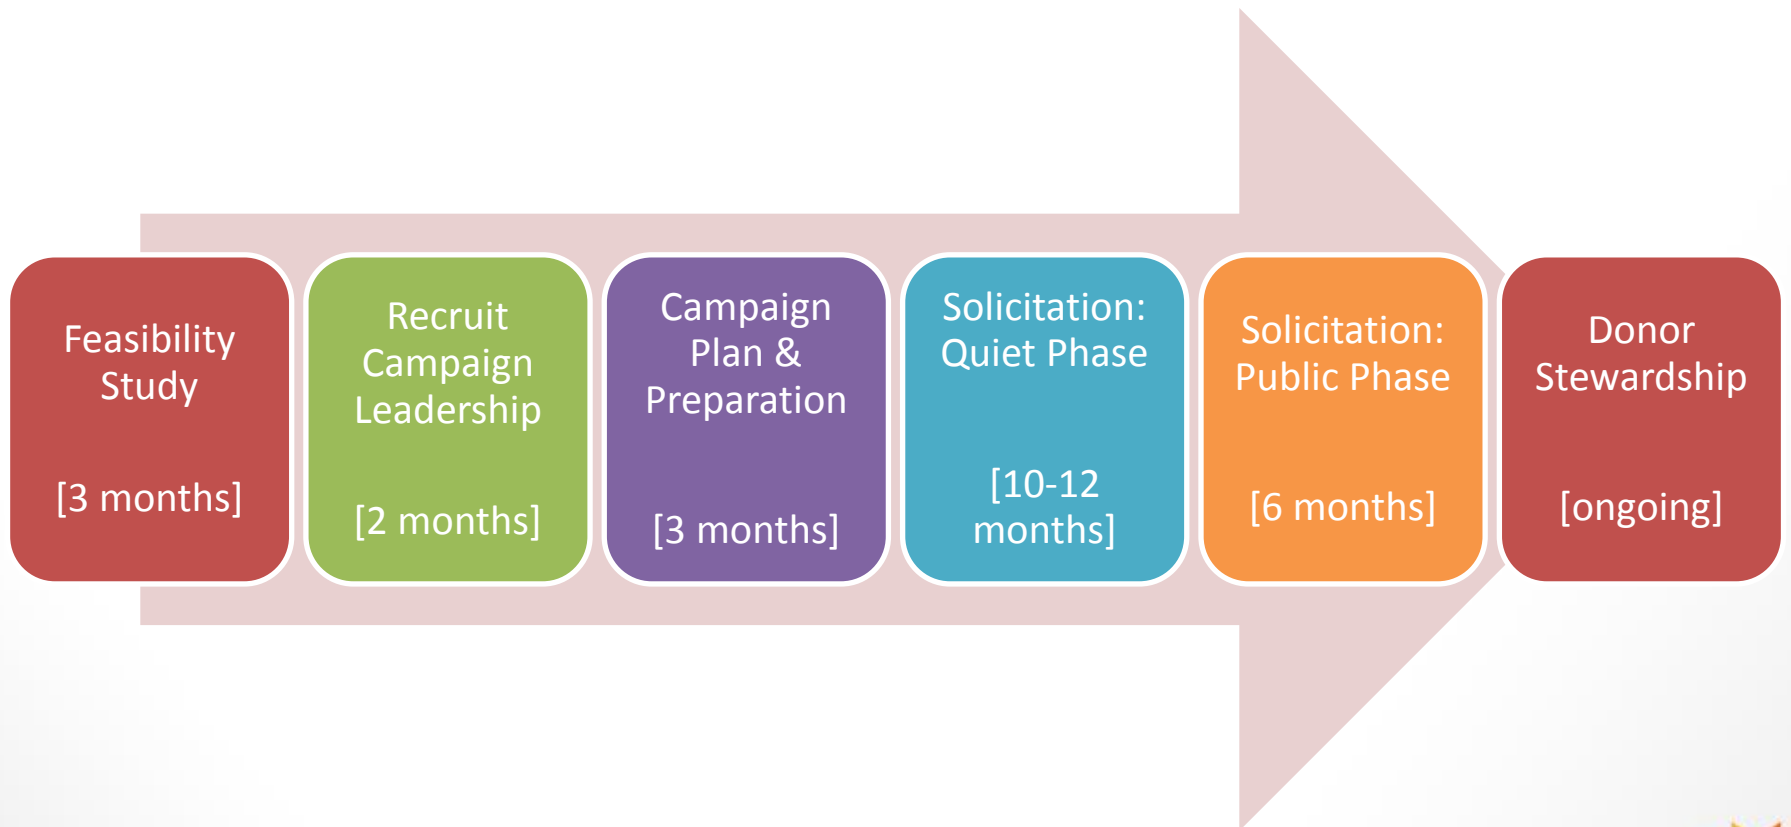 Feasibility
Study
[3 months]
Recruit
Campaign
Leadership
[2 months]
Campaign
Plan &
Preparation
[3 months]
Solicitation:
Quiet Phase
[10-12
months]
Solicitation:
Public Phase
[6 months]
Donor
Stewardship
[ongoing]